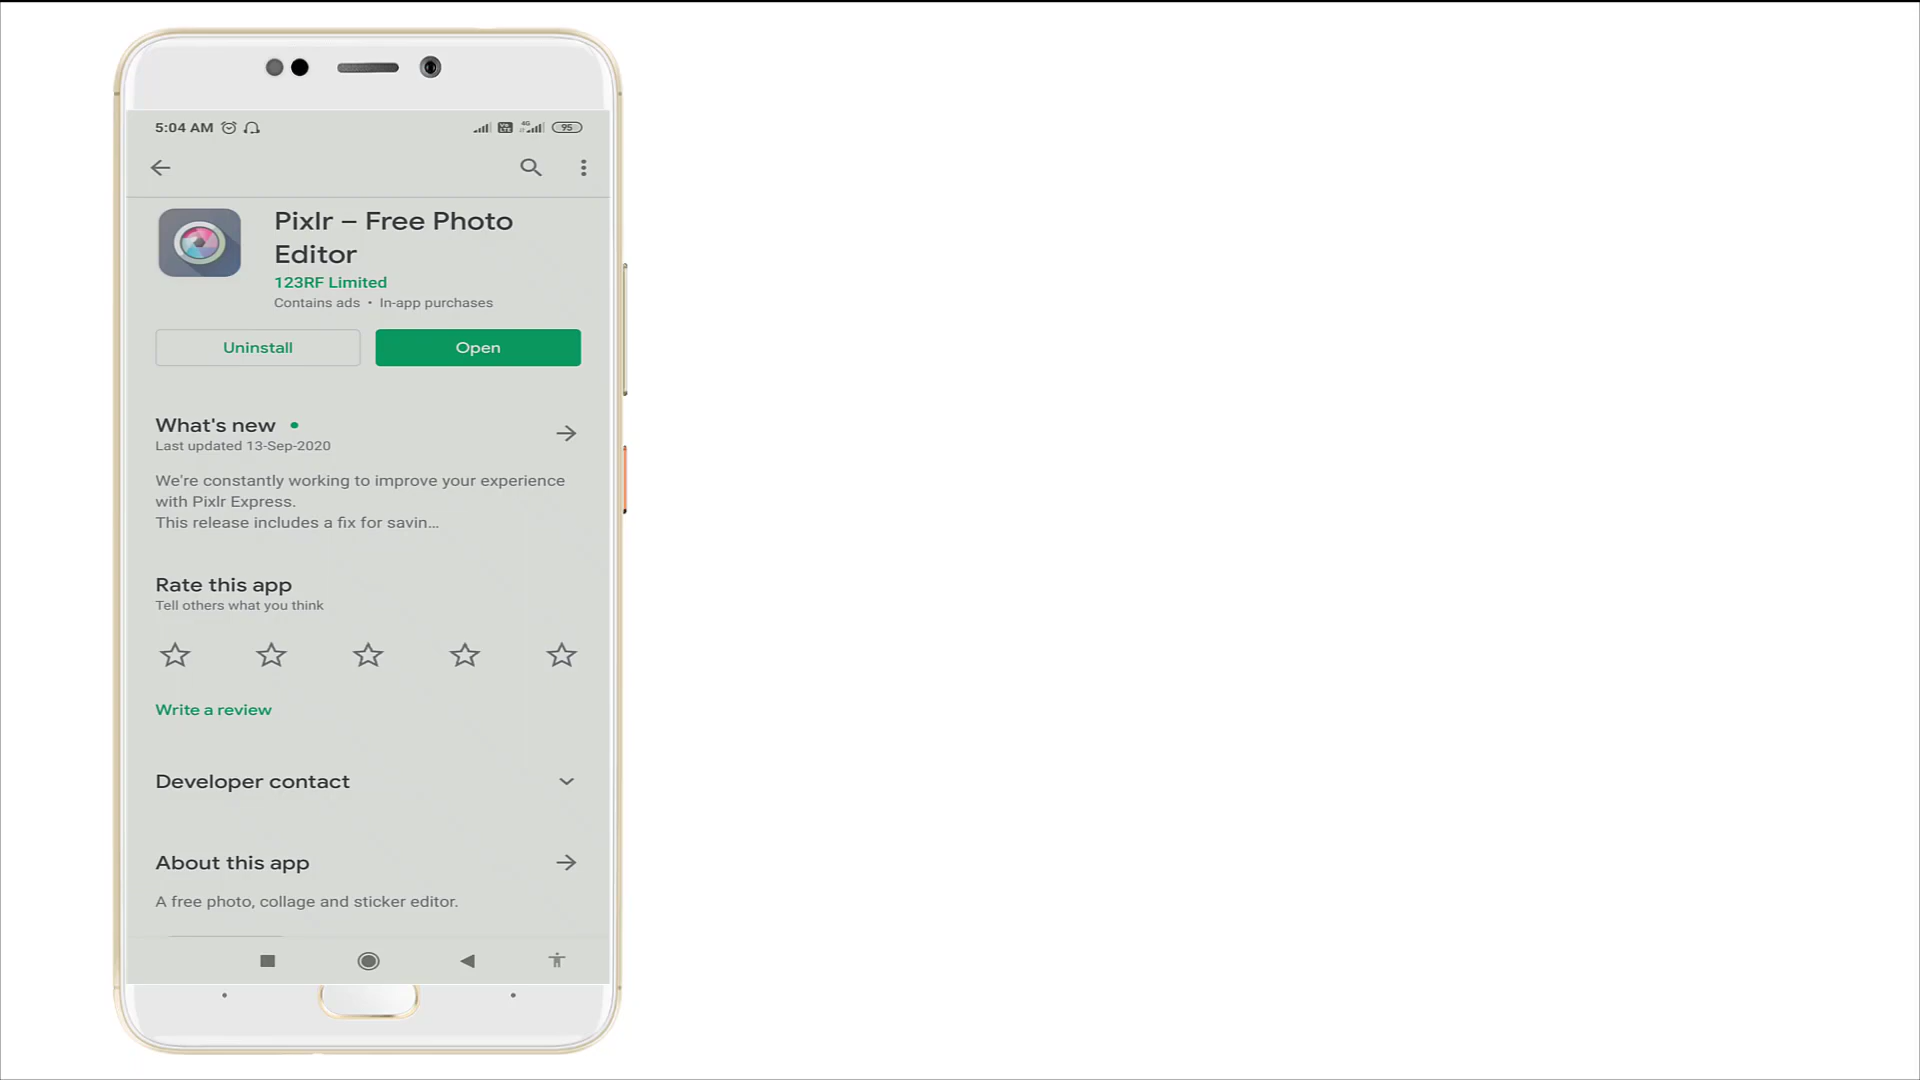 5:04 AM
4G
95
Pixlr – Free Photo
Editor
123RF Limited
Contains ads • In-app purchases
Uninstall
Open
What's new •
Last updated 13-Sep-2020
We're constantly working to improve your experience
with Pixlr Express.
This release includes a fix for savin...
Rate this app
Tell others what you think
Write a review
Developer contact
About this app
A free photo, collage and sticker editor.